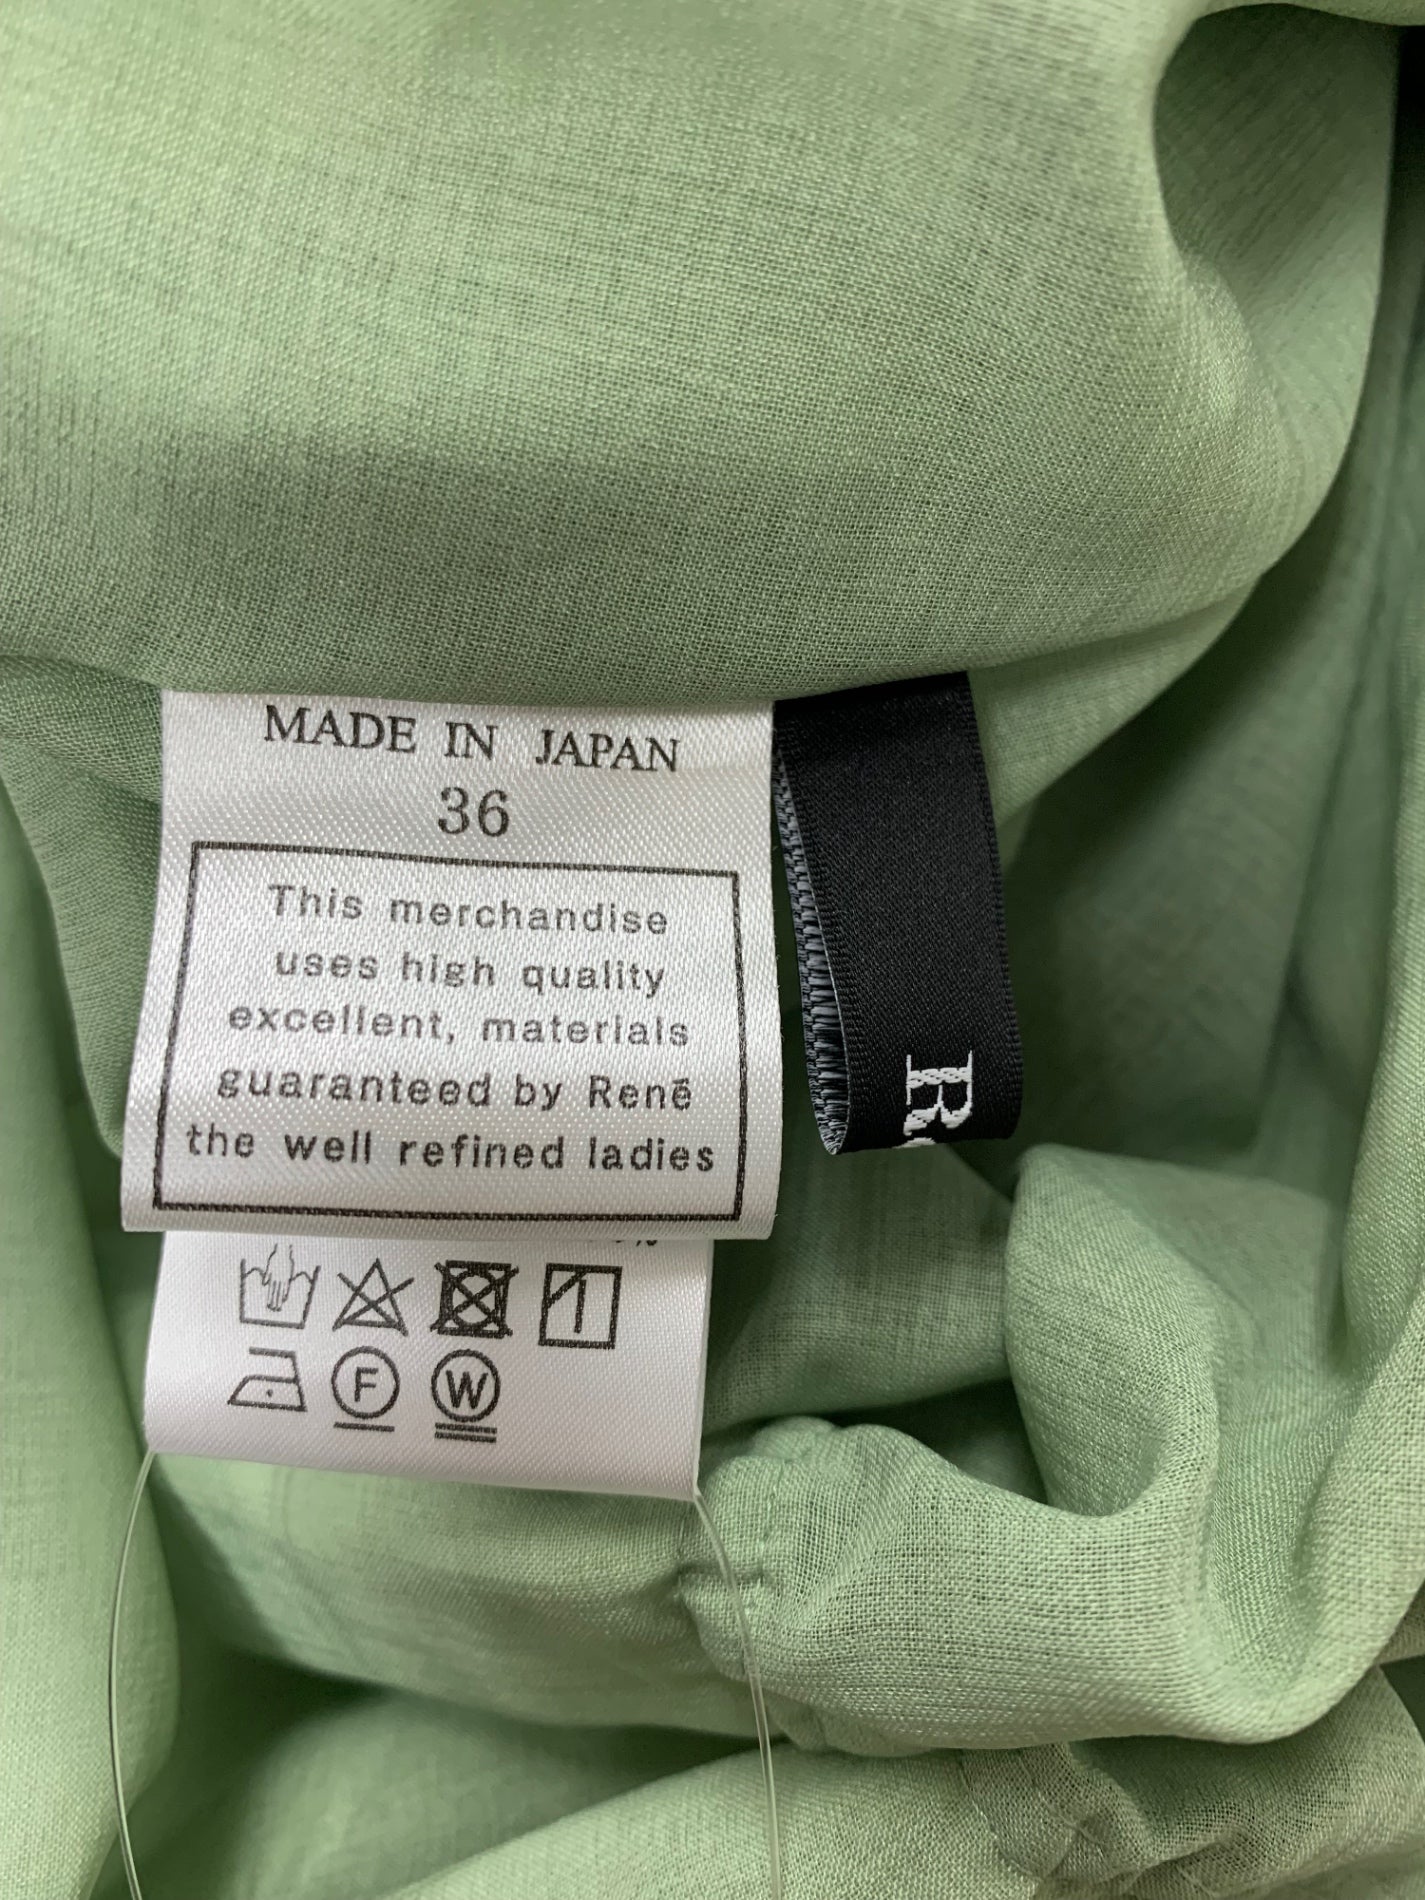 MADE IN JAPAN
36
This merchandise
uses high quality
excellent, materials
guaranteed by Renē
the well refined ladies
F
W